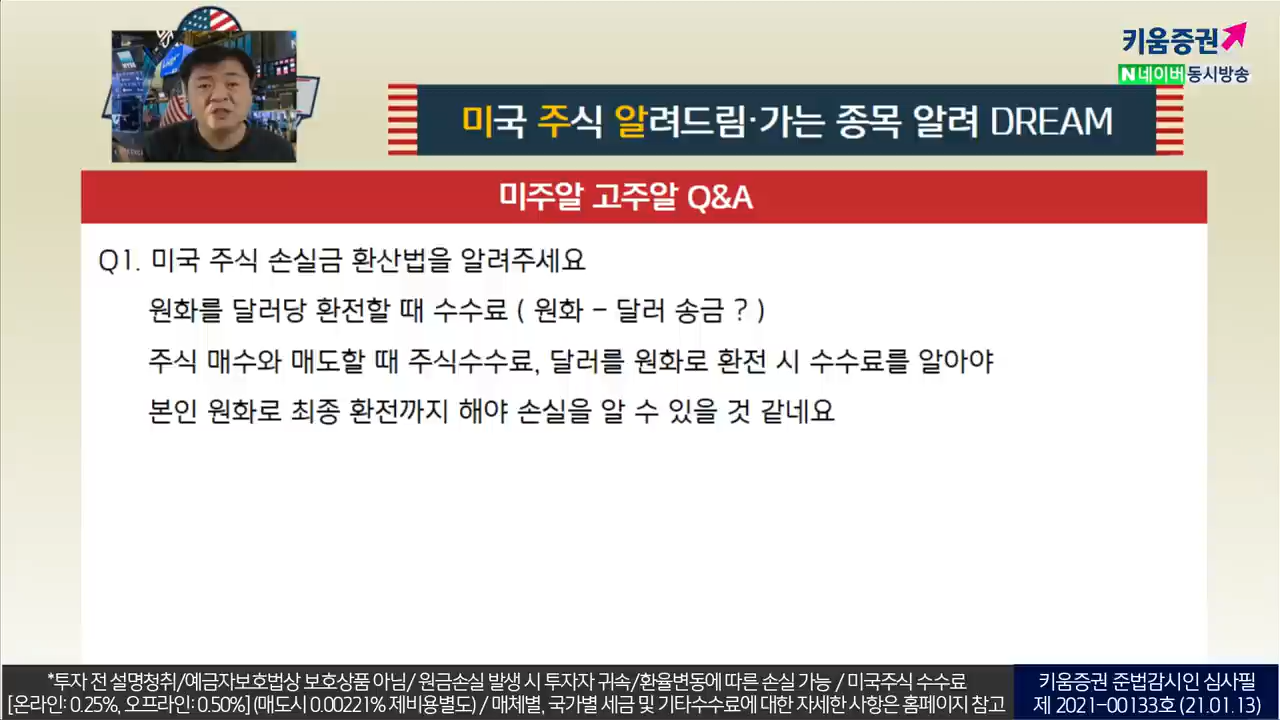 키움증권
N 네이버 동시방송
미국 주식 알려드림·가는 종목 알려 DREAM
미주알 고주알 Q&A
Q1. 미국 주식 손실금 환산법을 알려주세요
원화를 달러당 환전할 때 수수료 ( 원화 – 달러 송금 ? )
주식 매수와 매도할 때 주식수수료, 달러를 원화로 환전 시 수수료를 알아야
본인 원화로 최종 환전까지 해야 손실을 알 수 있을 것 같네요
*투자 전 설명청취/예금자보호법상 보호상품 아님/ 원금손실 발생 시 투자자 귀속/환율변동에 따른 손실 가능 / 미국주식 수수료
[온라인: 0.25%, 오프라인: 0.50%] (매도시 0.00221% 제비용별도) / 매체별, 국가별 세금 및 기타수수료에 대한 자세한 사항은 홈페이지 참고
키움증권 준법감시인 심사필
제 2021-00133호 (21.01.13)